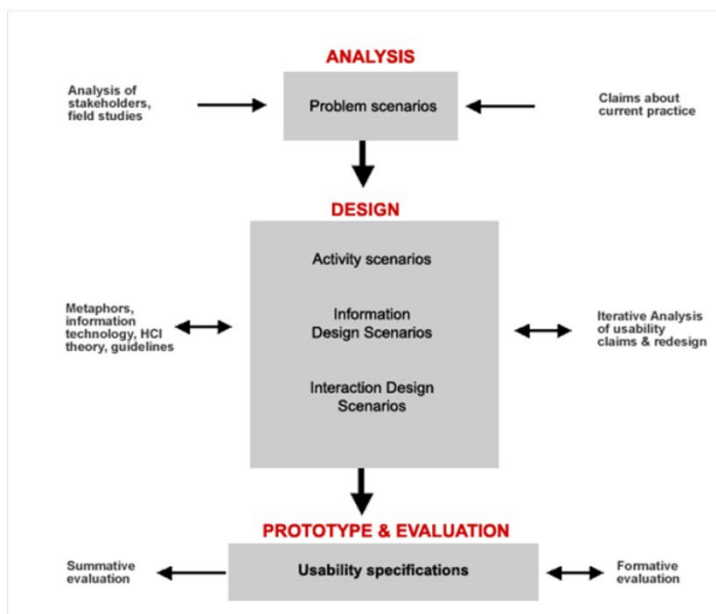 ANALYSIS
Analysis of
stakeholders,
field studies
Problem scenarios
Claims about
current practice
DESIGN
Activity scenarios
Metaphors,
information
technology, HCI
theory, guidelines
Information
Design Scenarios
Iterative Analysis
of usability
claims & redesign
Interaction Design
Scenarios
PROTOTYPE & EVALUATION
Summative
evaluation
Usability specifications
Formative
evaluation